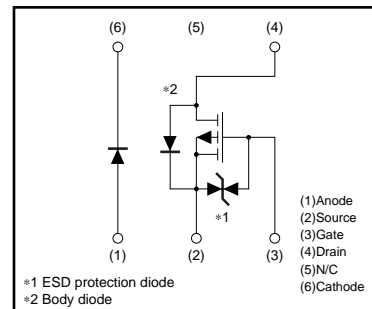 (6) (5) (4)
∗2
∗1
(1) (2) (3)
(1)Anode
(2)Source
(3)Gate
(4)Drain
(5)N/C
(6)Cathode
∗1 ESD protection diode
∗2 Body diode